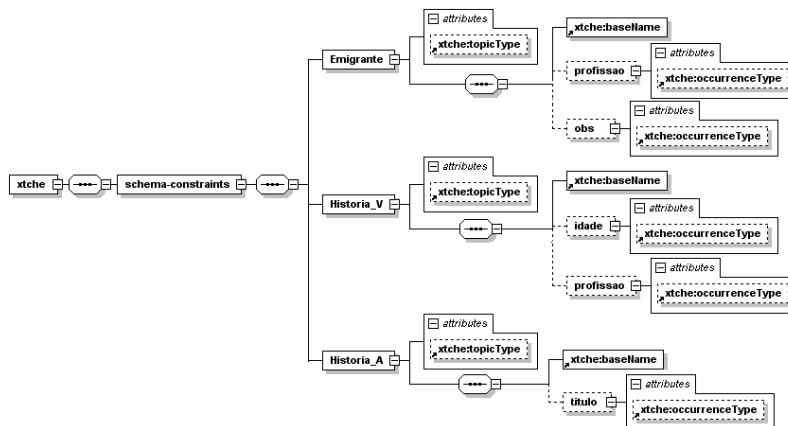 attributes
xtche:topicType
Emigrante
xtche:baseName
attributes
profissao
xtche:occurrenceType
attributes
obs
xtche:occurrenceType
xtche
schema-constraints
attributes
xtche:topicType
Historia_V
xtche:baseName
attributes
idade
xtche:occurrenceType
attributes
profissao
xtche:occurrenceType
attributes
xtche:topicType
Historia_A
xtche:baseName
attributes
titulo
xtche:occurrenceType